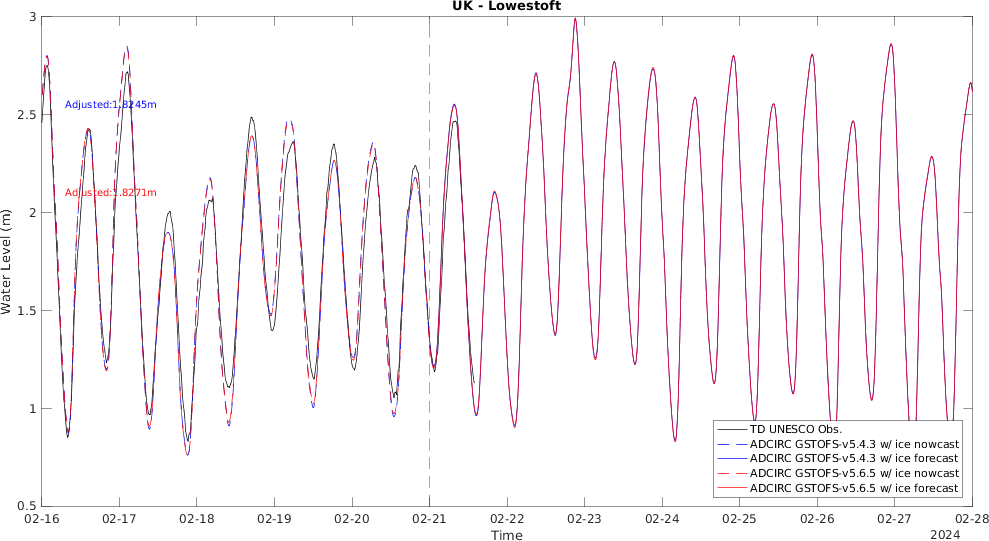 UK - Lowestoft
3
2.5
2
1.5
1
0.5
Water Level (m)
Adjusted:1.8245m
Adjusted:1.8271m
TD UNESCO Obs.
ADCIRC GSTOFS-v5.4.3 w/ ice nowcast
ADCIRC GSTOFS-v5.4.3 w/ ice forecast
ADCIRC GSTOFS-v5.6.5 w/ ice nowcast
ADCIRC GSTOFS-v5.6.5 w/ ice forecast
02-16 02-17 02-18 02-19 02-20 02-21 02-22 02-23 02-24 02-25 02-26 02-27 02-28
Time
2024